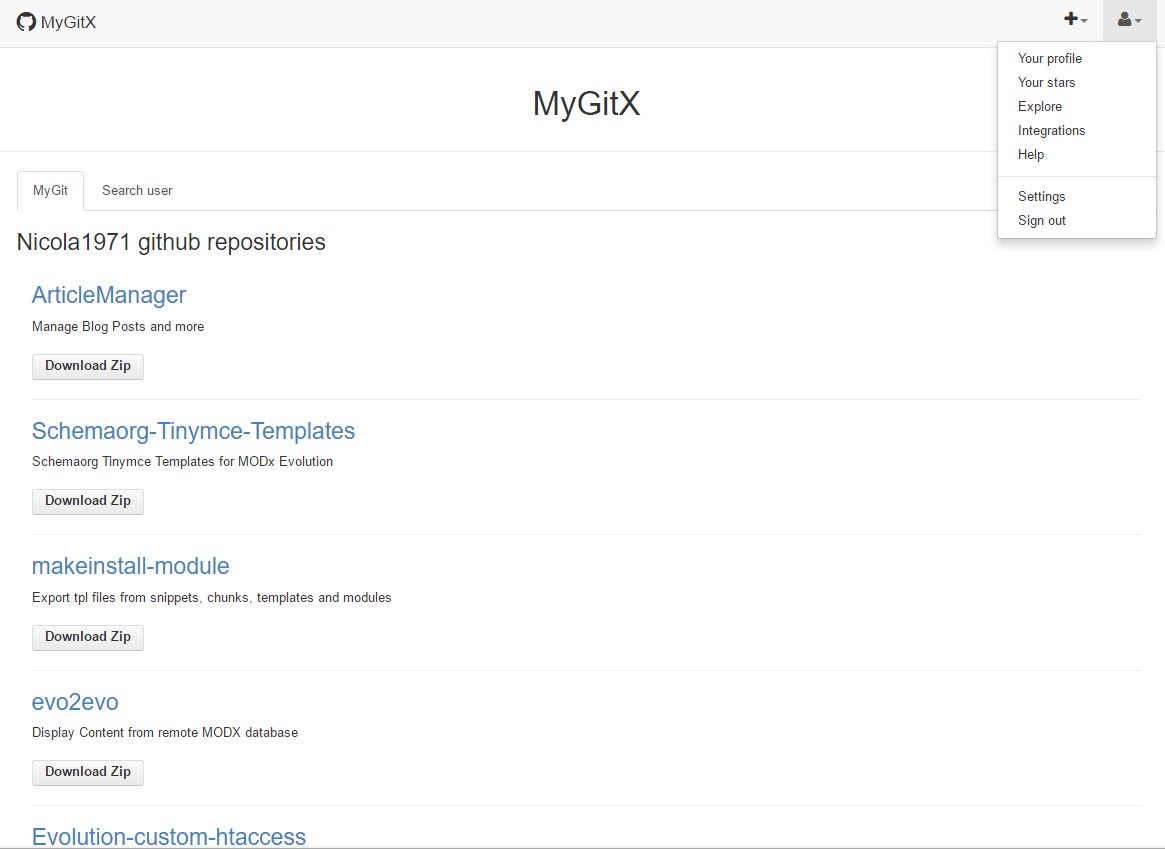 MyGitX
Your profile
Your stars
Explore
Integrations
Help
Settings
Sign out
MyGitX
MyGit
Search user
Nicola1971 github repositories
ArticleManager
Manage Blog Posts and more
Download Zip
Schemaorg-Tinymce-Templates
Schemaorg Tinymce Templates for MODx Evolution
Download Zip
makeinstall-module
Export tpl files from snippets, chunks, templates and modules
Download Zip
evo2evo
Display Content from remote MODX database
Download Zip
Evolution-custom-htaccess